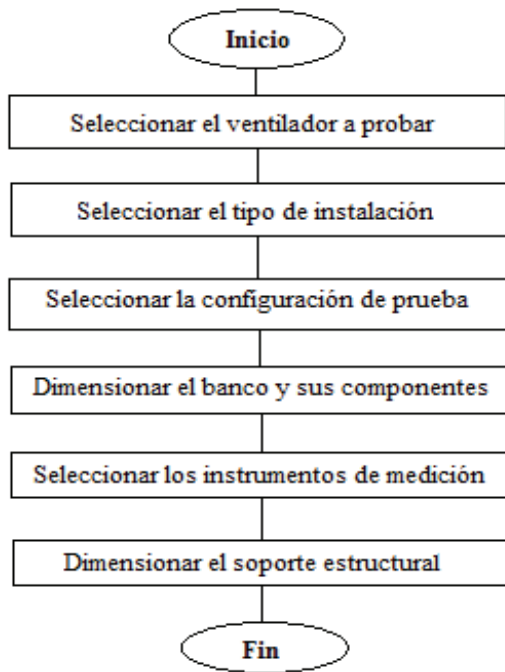 Inicio
Seleccionar el ventilador a probar
Seleccionar el tipo de instalación
Seleccionar la configuración de prueba
Dimensionar el banco y sus componentes
Seleccionar los instrumentos de medición
Dimensionar el soporte estructural
Fin